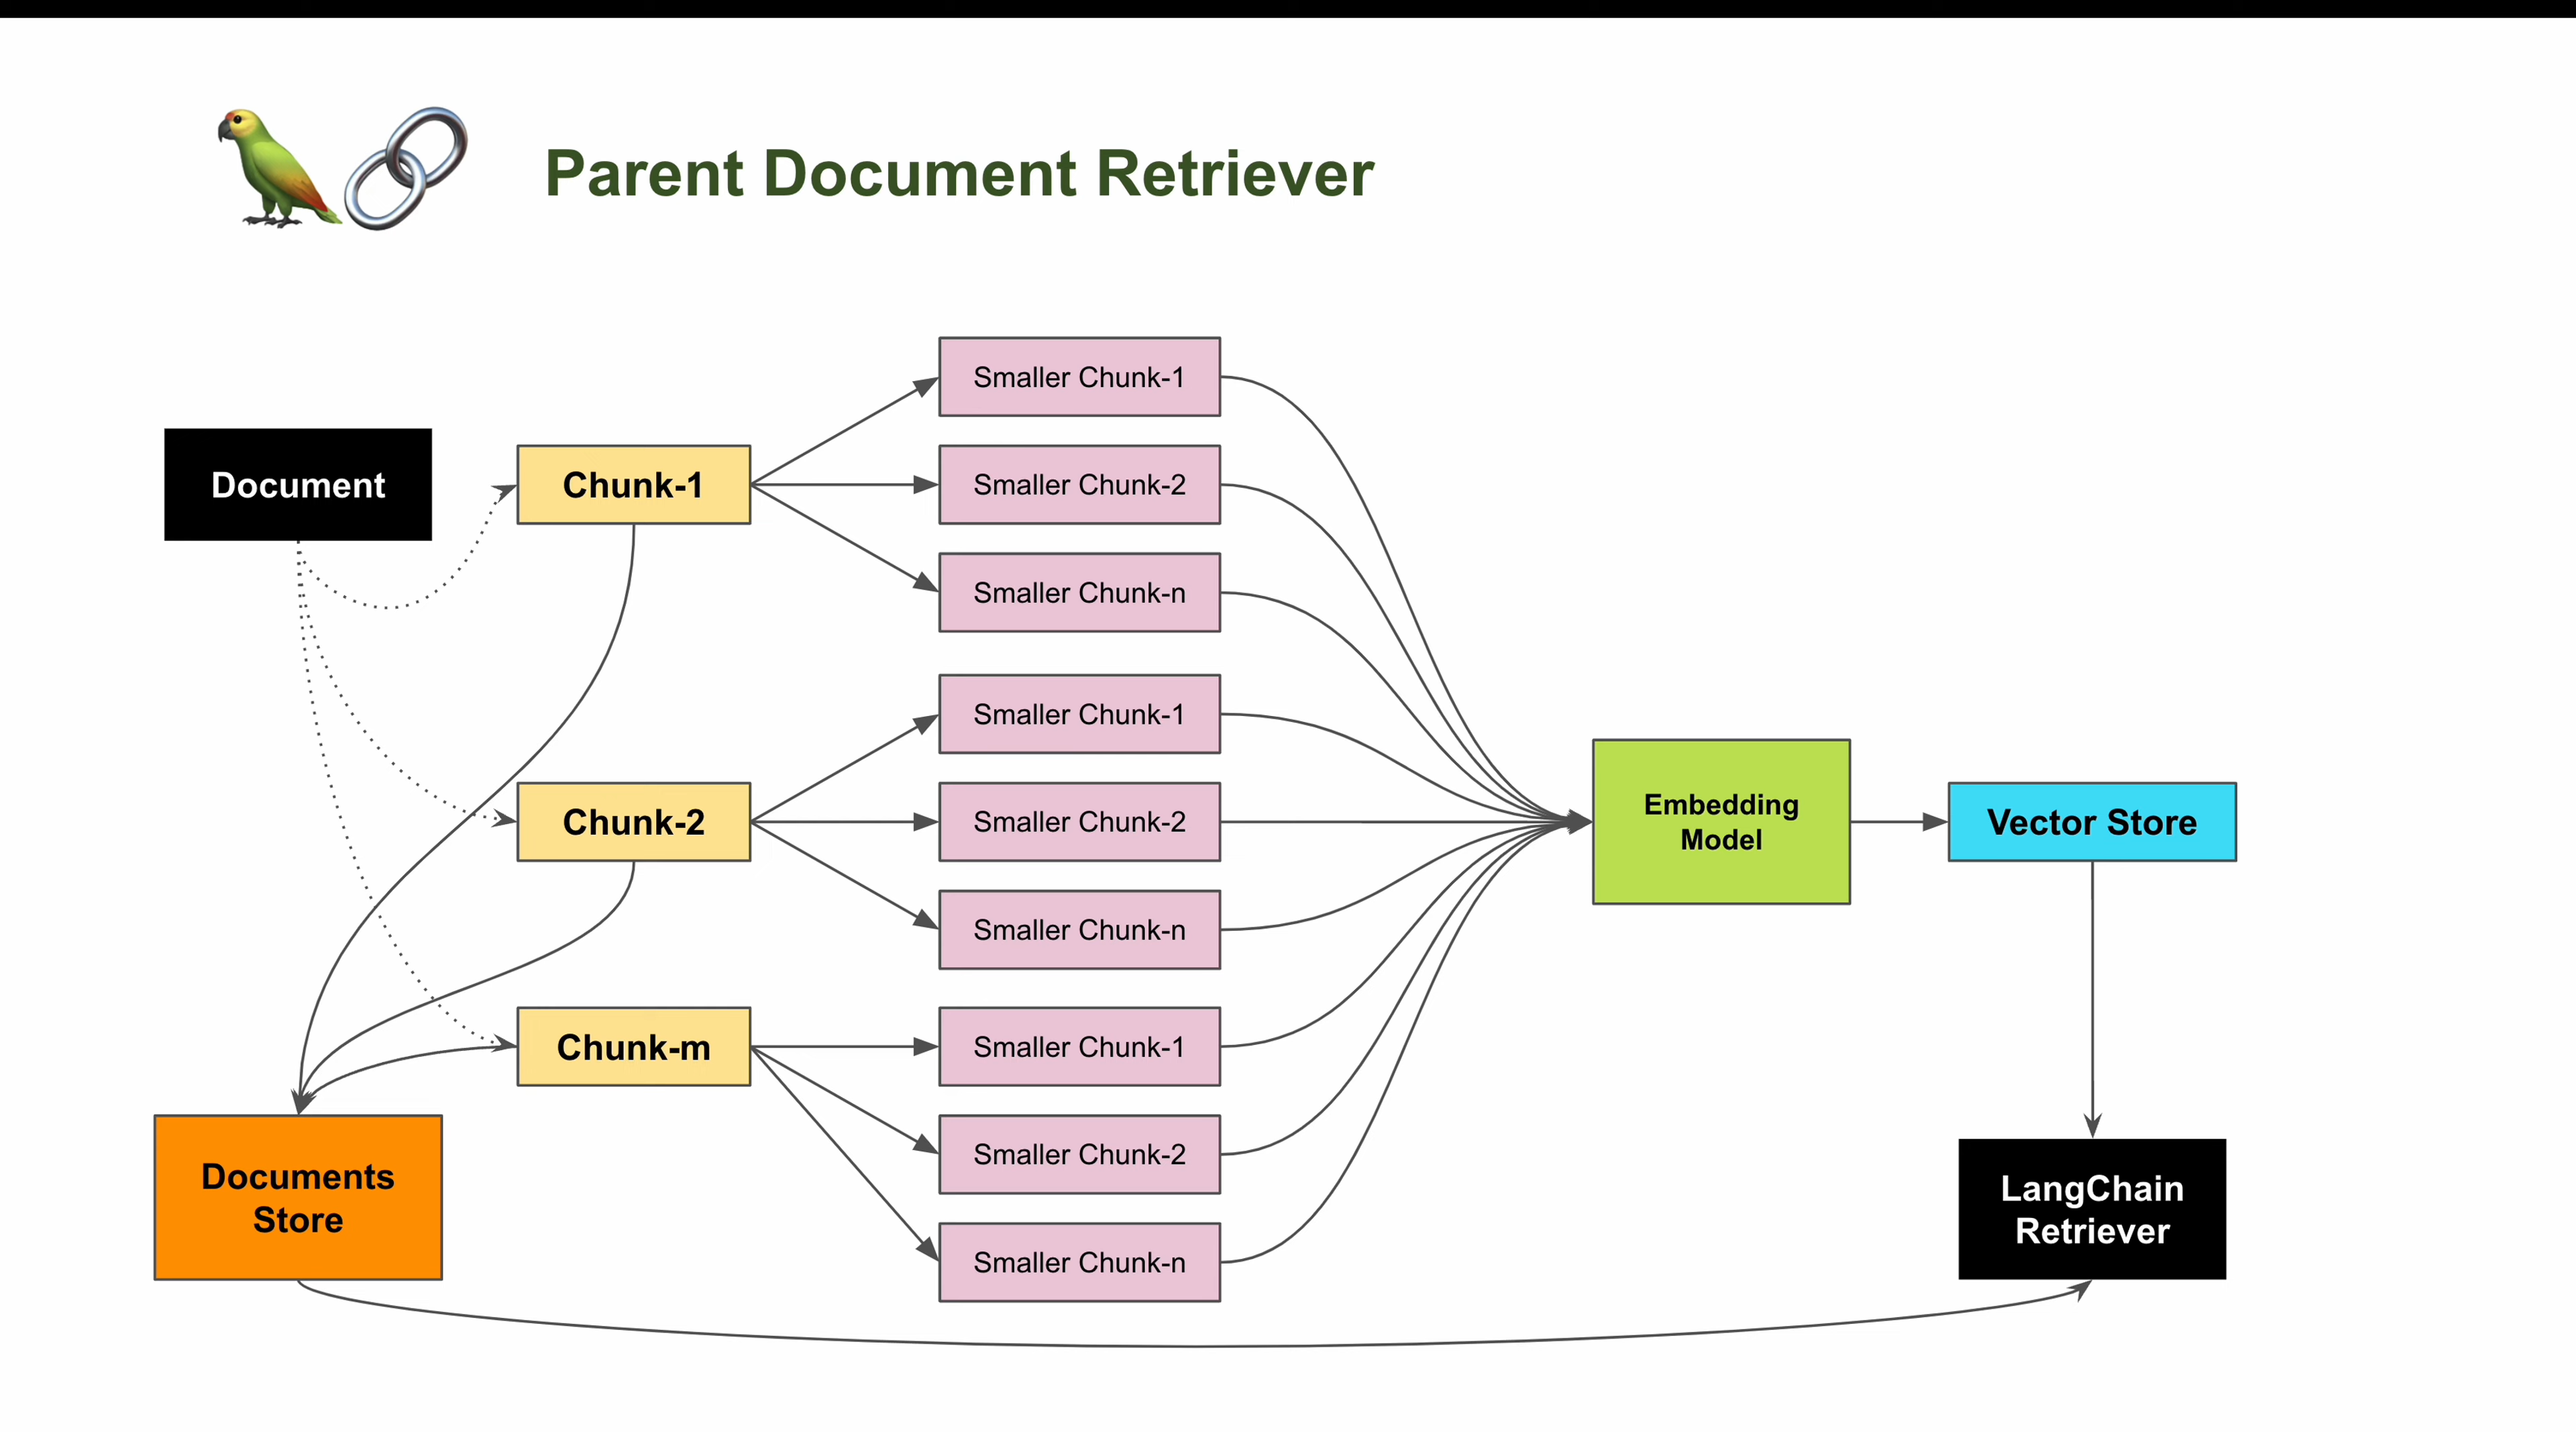 Parent Document Retriever
Document
Chunk-1
Smaller Chunk-1
Smaller Chunk-2
Smaller Chunk-n
Chunk-2
Smaller Chunk-1
Smaller Chunk-2
Smaller Chunk-n
Chunk-m
Smaller Chunk-1
Smaller Chunk-2
Smaller Chunk-n
Embedding
Model
Vector Store
Documents
Store
LangChain
Retriever